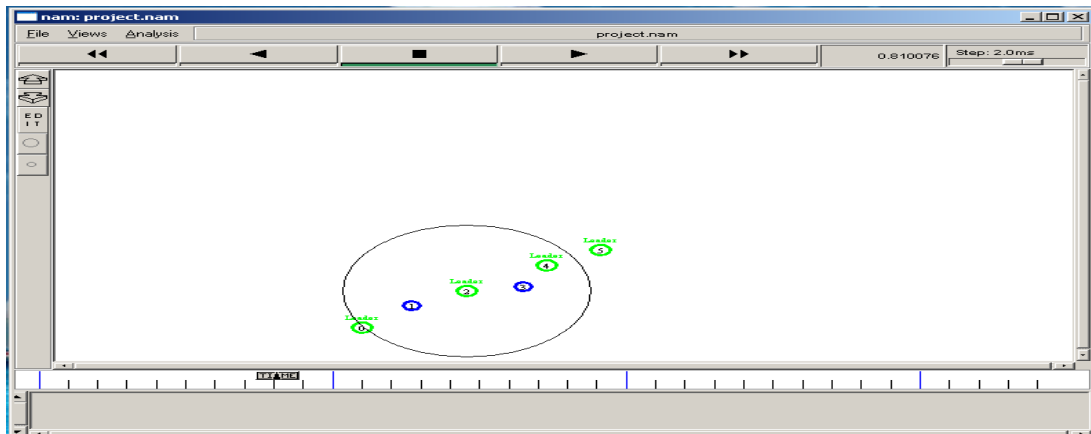 nam: project.nam
File Views Analysis project.nam
0.810076 Step: 2.0ms
E D
I T
Leader
5
Leader
4
Leader
2
3
1
Leader
0
TIME